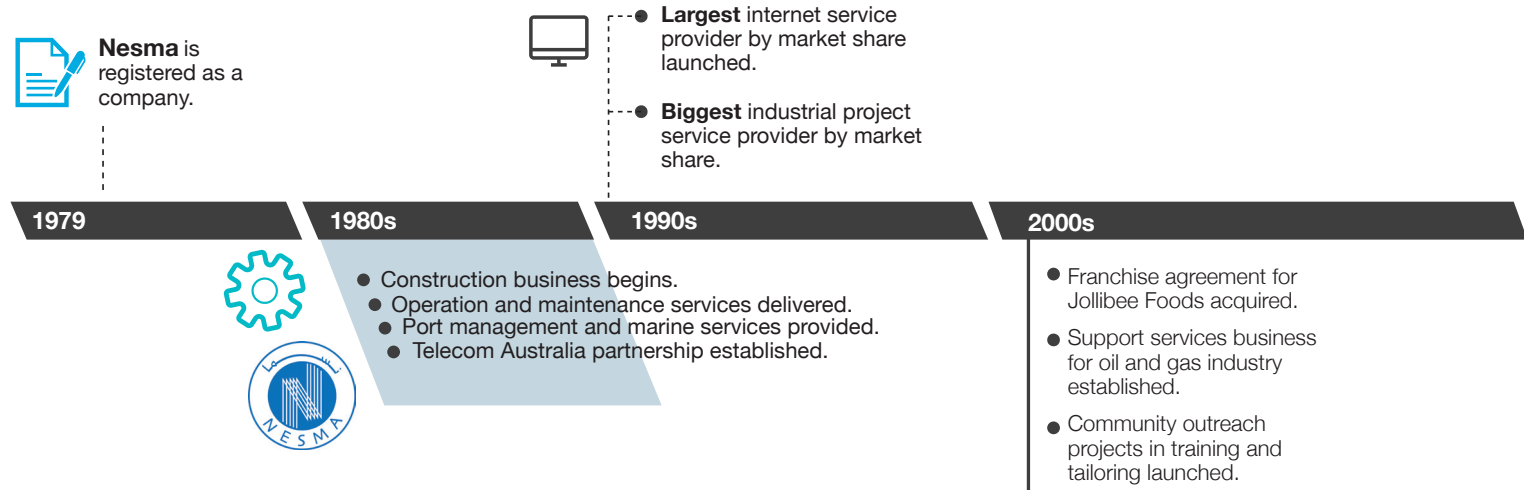 Nesma is
registered as a
company.
Largest internet service
provider by market share
launched.
Biggest industrial project
service provider by market
share.
1979
1980s
1990s
2000s
Construction business begins.
Operation and maintenance services delivered.
Port management and marine services provided.
Telecom Australia partnership established.
نسما
NESMA
Franchise agreement for
Jollibee Foods acquired.
Support services business
for oil and gas industry
established.
Community outreach
projects in training and
tailoring launched.